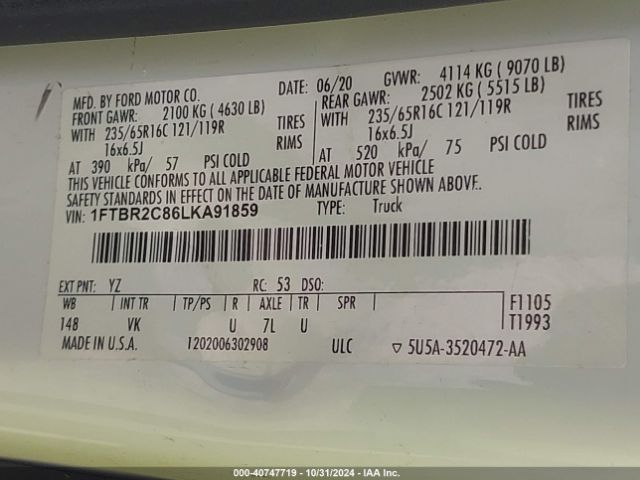 MFD. BY FORD MOTOR CO. DATE: 06/20 GVWR: 4114 KG ( 9070 LB)
FRONT GAWR: 2100 KG ( 4630 LB) REAR GAWR: 2502 KG ( 5515 LB)
WITH 235/65R16C 121/119R TIRES WITH 235/65R16C 121/119R TIRES
16x6.5J RIMS 16x6.5J RIMS
AT 390 kPa/ 57 PSI COLD AT 520 kPa/ 75 PSI COLD
THIS VEHICLE CONFORMS TO ALL APPLICABLE FEDERAL MOTOR VEHICLE
SAFETY STANDARDS IN EFFECT ON THE DATE OF MANUFACTURE SHOWN ABOVE.
VIN: 1FTBR2C86LKA91859 TYPE: Truck
EXT PNT: YZ RC: 53 DSO:
WB INT TR TP/PS R AXLE TR SPR F1105
148 VK U 7L U T1993
MADE IN U.S.A. 1202006302908 ULC ▽ 5U5A-3520472-AA
000-40747719 - 10/31/2024 - IAA Inc.